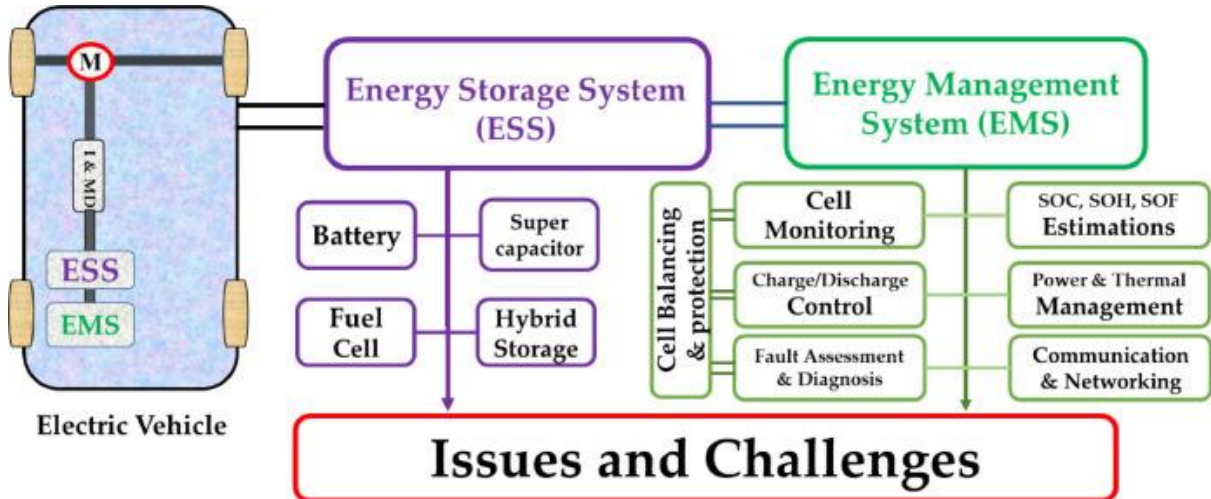 M
I & MD
ESS
EMS
Electric Vehicle
Energy Storage System
(ESS)
Energy Management
System (EMS)
Battery
Super
capacitor
Fuel
Cell
Hybrid
Storage
Cell Balancing
& protection
Cell
Monitoring
SOC, SOH, SOF
Estimations
Charge/Discharge
Control
Power & Thermal
Management
Fault Assessment
& Diagnosis
Communication
& Networking
Issues and Challenges